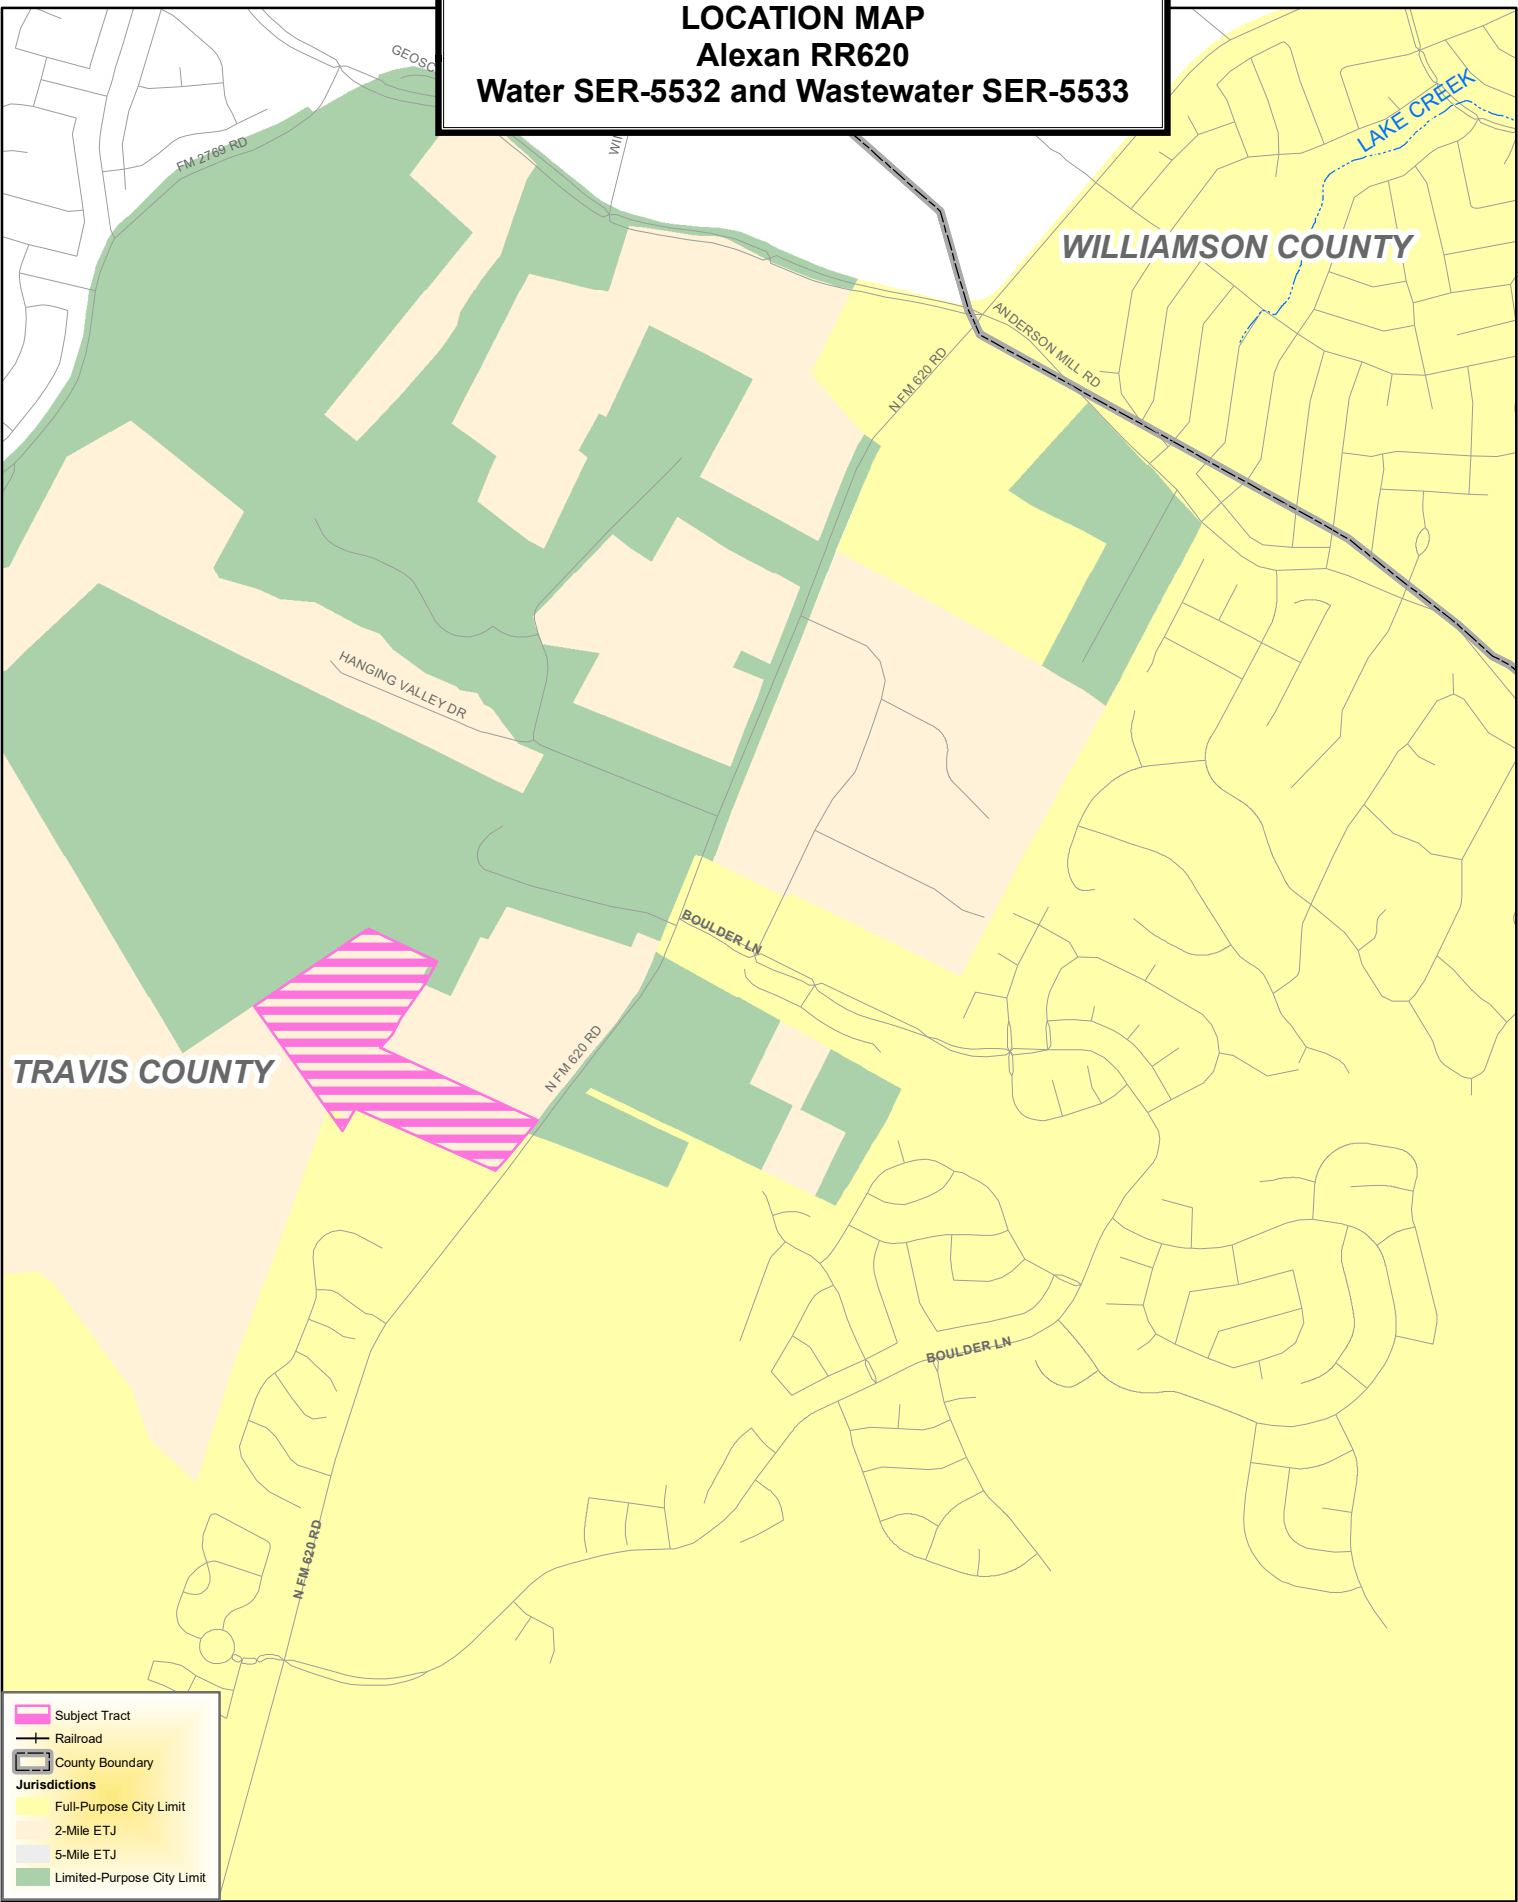 LOCATION MAP
Alexan RR620
Water SER-5532 and Wastewater SER-5533
FM 2769 RD
LAKE CREEK
WILLIAMSON COUNTY
ANDERSON MILL RD
N FM 620 RD
HANGING VALLEY DR
BOULDER LN
N FM 620 RD
TRAVIS COUNTY
BOULDER LN
N FM 620 RD
Subject Tract
Railroad
County Boundary
Jurisdictions
Full-Purpose City Limit
2-Mile ETJ
5-Mile ETJ
Limited-Purpose City Limit